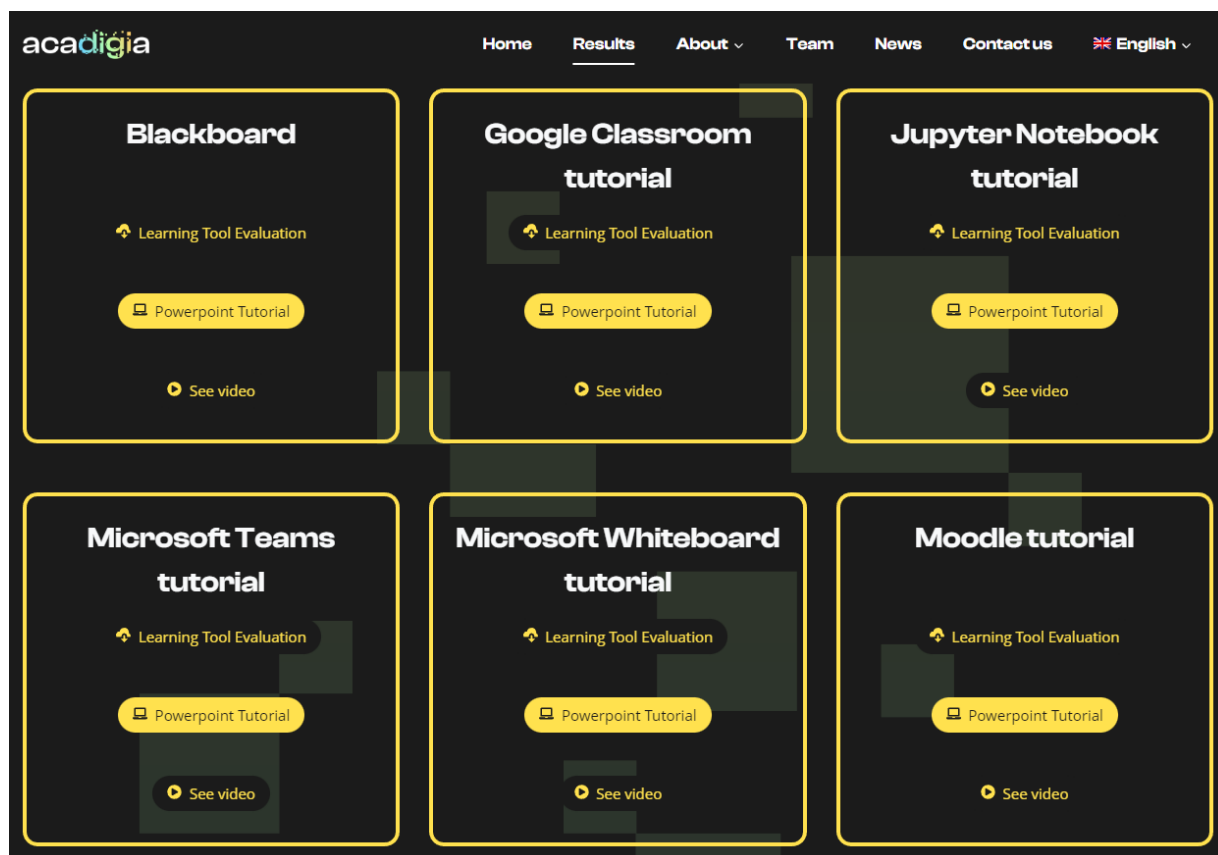 acadigia
Home Results About Team News Contact us English
Blackboard
Learning Tool Evaluation
Powerpoint Tutorial
See video
Google Classroom
tutorial
Learning Tool Evaluation
Powerpoint Tutorial
See video
Jupyter Notebook
tutorial
Learning Tool Evaluation
Powerpoint Tutorial
See video
Microsoft Teams
tutorial
Learning Tool Evaluation
Powerpoint Tutorial
See video
Microsoft Whiteboard
tutorial
Learning Tool Evaluation
Powerpoint Tutorial
See video
Moodle tutorial
Learning Tool Evaluation
Powerpoint Tutorial
See video